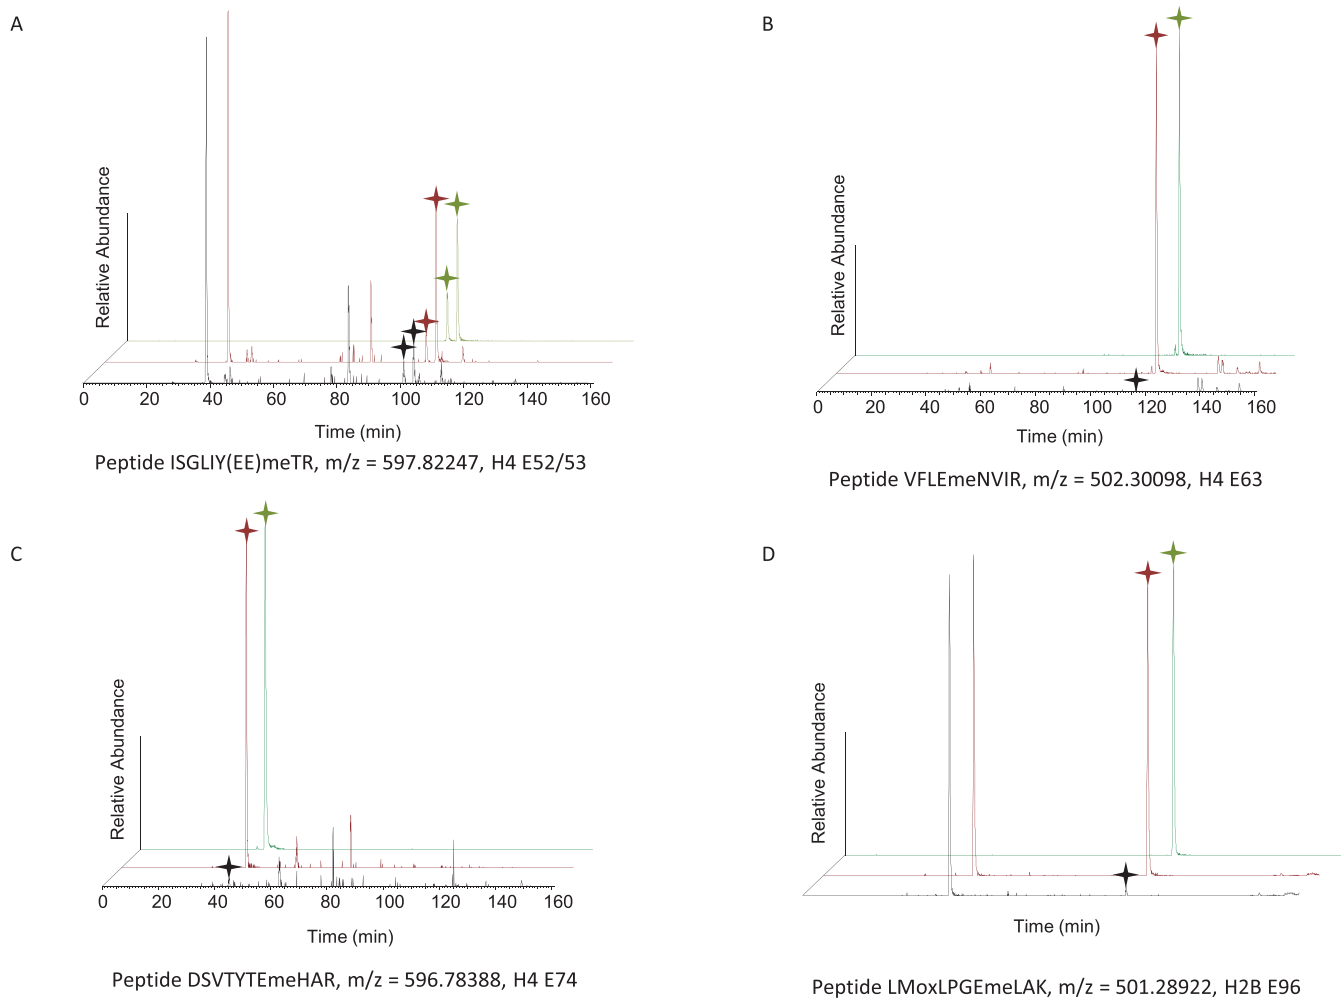 A
Relative Abundance
0 20 40 60 80 100 120 140 160
Time (min)
Peptide ISGLIY(EE)meTR, m/z = 597.82247, H4 E52/53
B
Relative Abundance
0 20 40 60 80 100 120 140 160
Time (min)
Peptide VFLEmeNVIR, m/z = 502.30098, H4 E63
C
Relative Abundance
0 20 40 60 80 100 120 140 160
Time (min)
Peptide DSVTYTEmeHAR, m/z = 596.78388, H4 E74
D
Relative Abundance
Time (min)
Peptide LMoxLPGEmeLAK, m/z = 501.28922, H2B E96